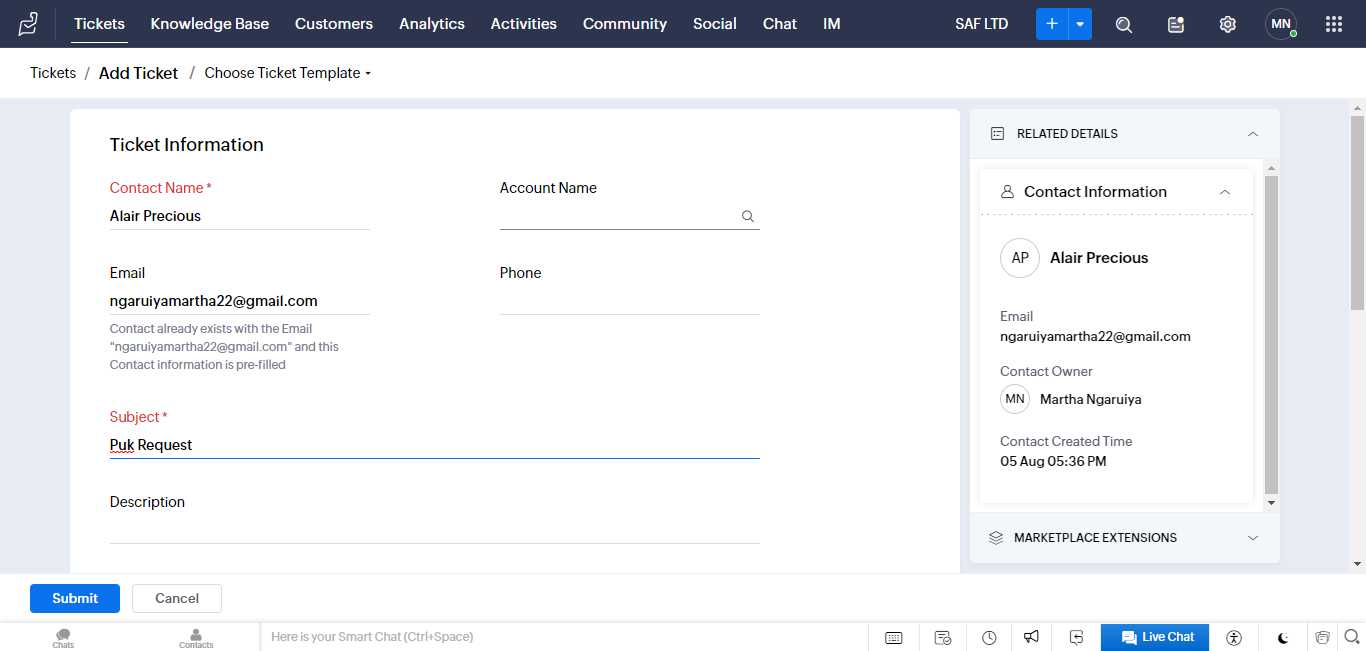 Tickets Knowledge Base Customers Analytics Activities Community Social Chat IM SAF LTD + MN
Tickets / Add Ticket / Choose Ticket Template
Ticket Information
Contact Name *
Alair Precious
Account Name
Email
ngaruiyamartha22@gmail.com
Contact already exists with the Email
"ngaruiyamartha22@gmail.com" and this
Contact information is pre-filled
Phone
Subject *
Puk Request
Description
RELATED DETAILS
Contact Information
AP Alair Precious
Email
ngaruiyamartha22@gmail.com
Contact Owner
MN Martha Ngaruiya
Contact Created Time
05 Aug 05:36 PM
MARKETPLACE EXTENSIONS
Submit Cancel
Chats Contacts Here is your Smart Chat (Ctrl+Space) Live Chat